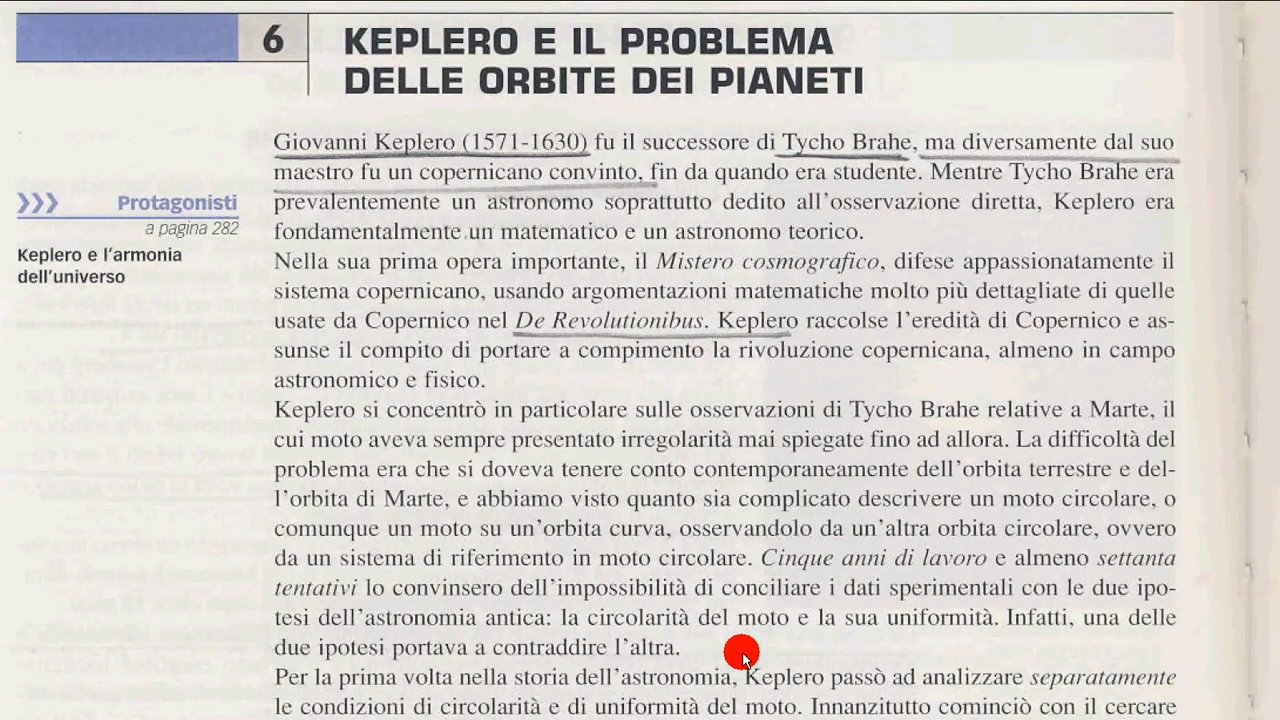 6
KEPLERO E IL PROBLEMA
DELLE ORBITE DEI PIANETI
Giovanni Keplero (1571-1630) fu il successore di Tycho Brahe, ma diversamente dal suo
maestro fu un copernicano convinto, fin da quando era studente. Mentre Tycho Brahe era
prevalentemente un astronomo soprattutto dedito all'osservazione diretta, Keplero era
fondamentalmente un matematico e un astronomo teorico.
Nella sua prima opera importante, il Mistero cosmografico, difese appassionatamente il
sistema copernicano, usando argomentazioni matematiche molto più dettagliate di quelle
usate da Copernico nel De Revolutionibus. Keplero raccolse l'eredità di Copernico e as-
sunse il compito di portare a compimento la rivoluzione copernicana, almeno in campo
astronomico e fisico.
Keplero si concentrò in particolare sulle osservazioni di Tycho Brahe relative a Marte, il
cui moto aveva sempre presentato irregolarità mai spiegate fino ad allora. La difficoltà del
problema era che si doveva tenere conto contemporaneamente dell'orbita terrestre e del-
l'orbita di Marte, e abbiamo visto quanto sia complicato descrivere un moto circolare, o
comunque un moto su un'orbita curva, osservandolo da un'altra orbita circolare, ovvero
da un sistema di riferimento in moto circolare. Cinque anni di lavoro e almeno settanta
tentativi lo convinsero dell'impossibilità di conciliare i dati sperimentali con le due ipo-
tesi dell'astronomia antica: la circolarità del moto e la sua uniformità. Infatti, una delle
due ipotesi portava a contraddire l'altra.
Per la prima volta nella storia dell'astronomia, Keplero passò ad analizzare separatamente
le condizioni di circolarità e di uniformità del moto. Innanzitutto cominciò con il cercare
❯❯❯ Protagonisti
a pagina 282
Keplero e l'armonia
dell'universo